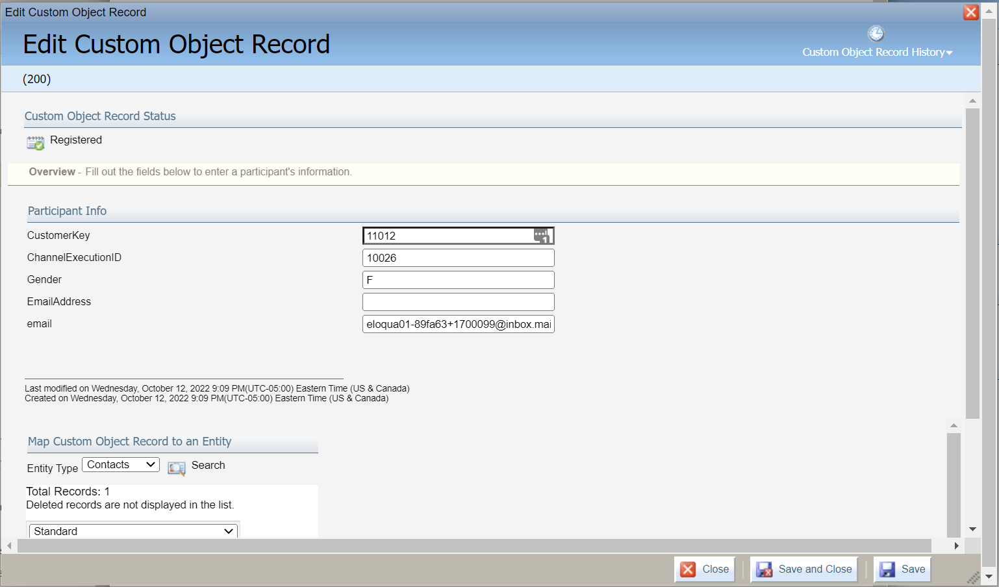 Edit Custom Object Record
Edit Custom Object Record
Custom Object Record History
(200)
Custom Object Record Status
Registered
Overview - Fill out the fields below to enter a participant's information.
Participant Info
CustomerKey 11012 1
ChannelExecutionID 10026
Gender F
EmailAddress
email eloqua01-89fa63+1700099@inbox.mai
Last modified on Wednesday, October 12, 2022 9:09 PM(UTC-05:00) Eastern Time (US & Canada)
Created on Wednesday, October 12, 2022 9:09 PM(UTC-05:00) Eastern Time (US & Canada)
Map Custom Object Record to an Entity
Entity Type Contacts Search
Total Records: 1
Deleted records are not displayed in the list.
Standard
Close Save and Close Save